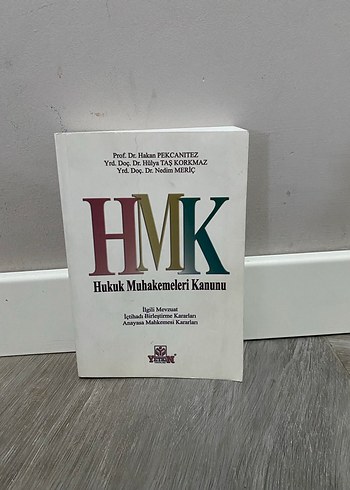 Prof. Dr. Hakan PEKCANITEZ
Yrd. Doç. Dr. Hülya TAŞ KORKMAZ
Yrd. Doç. Dr. Nedim MERİÇ
HMK
Hukuk Muhakemeleri Kanunu
İlgili Mevzuat
İçtihadı Birleştirme Kararları
Anayasa Mahkemesi Kararları
YETKİN